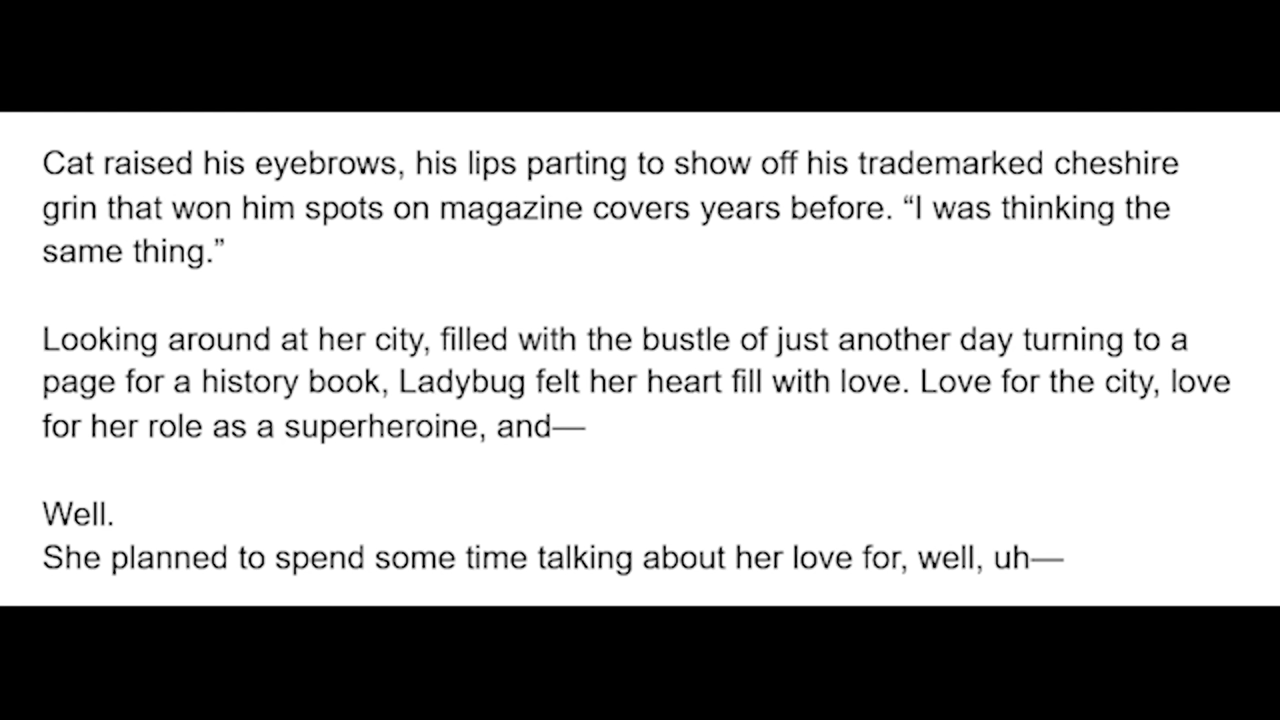 Cat raised his eyebrows, his lips parting to show off his trademarked cheshire
grin that won him spots on magazine covers years before. “I was thinking the
same thing.”
Looking around at her city, filled with the bustle of just another day turning to a
page for a history book, Ladybug felt her heart fill with love. Love for the city, love
for her role as a superheroine, and—
Well.
She planned to spend some time talking about her love for, well, uh—